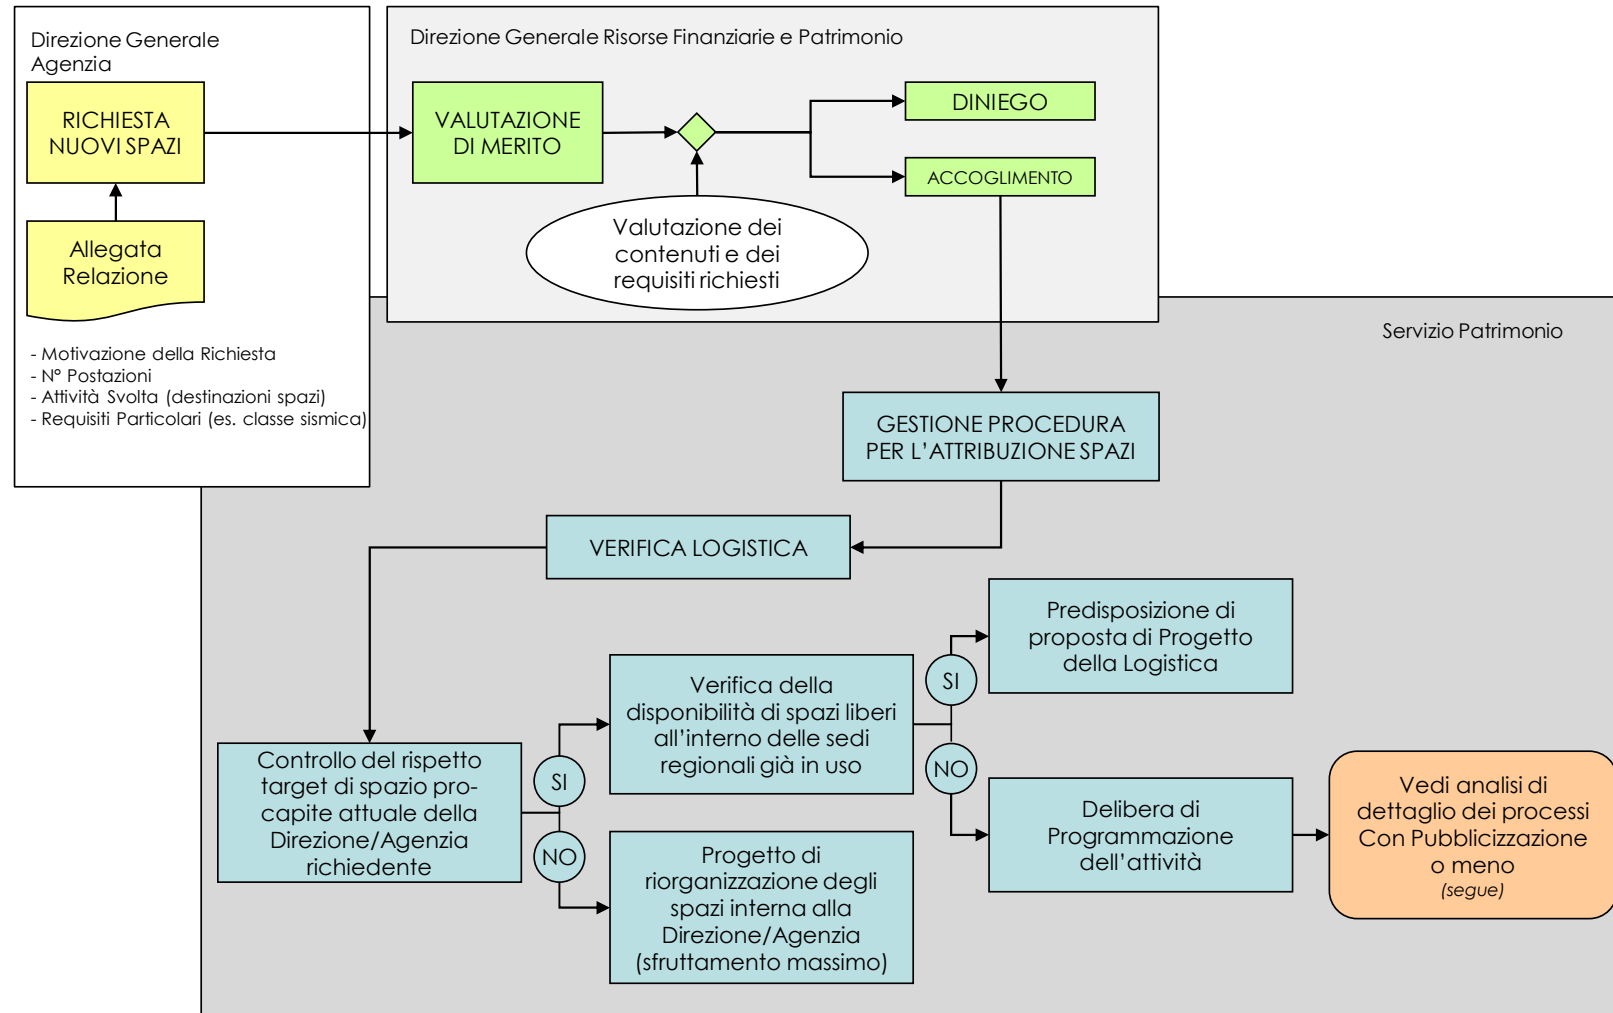 Direzione Generale
Agenzia
RICHIESTA
NUOVI SPAZI
Allegata
Relazione
- Motivazione della Richiesta
- N° Postazioni
- Attività Svolta (destinazioni spazi)
- Requisiti Particolari (es. classe sismica)
Direzione Generale Risorse Finanziarie e Patrimonio
VALUTAZIONE
DI MERITO
DINIEGO
ACCOGLIMENTO
Valutazione dei
contenuti e dei
requisiti richiesti
Servizio Patrimonio
GESTIONE PROCEDURA
PER L'ATTRIBUZIONE SPAZI
VERIFICA LOGISTICA
Controllo del rispetto
target di spazio pro-
capite attuale della
Direzione/Agenzia
richiedente
SI
NO
Verifica della
disponibilità di spazi liberi
all'interno delle sedi
regionali già in uso
Progetto di
riorganizzazione degli
spazi interna alla
Direzione/Agenzia
(sfruttamento massimo)
SI
NO
Predisposizione di
proposta di Progetto
della Logistica
Delibera di
Programmazione
dell'attività
Vedi analisi di
dettaglio dei processi
Con Pubblicizzazione
o meno
(segue)